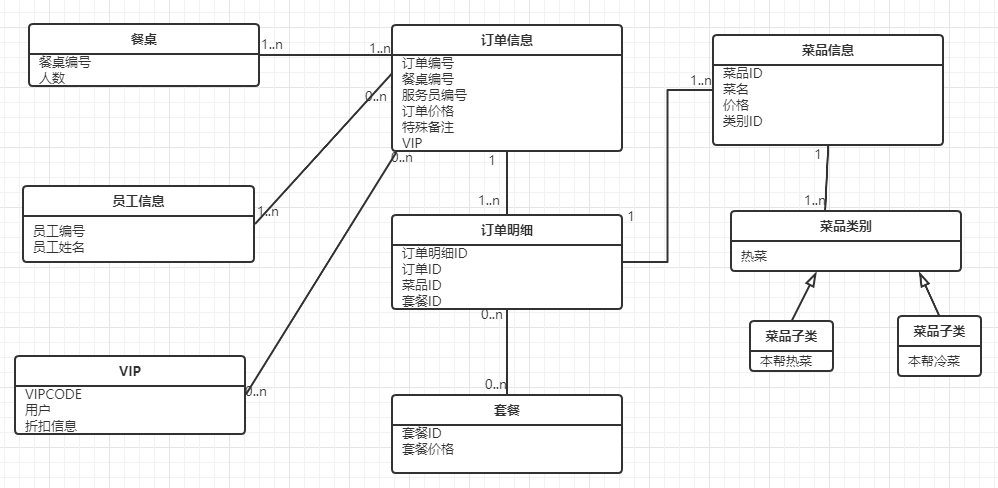 餐桌
餐桌编号
人数
1..n
1..n
订单信息
订单编号
餐桌编号
服务员编号
订单价格
特殊备注
VIP
0..n
0..n
1
菜品信息
菜品ID
菜名
价格
类别ID
1..n
1
员工信息
员工编号
员工姓名
1..n
1..n
1
订单明细
订单明细ID
订单ID
菜品ID
套餐ID
0..n
1..n
菜品类别
热菜
菜品子类
本帮热菜
菜品子类
本帮冷菜
VIP
VIPCODE
用户
折扣信息
0..n
0..n
套餐
套餐ID
套餐价格